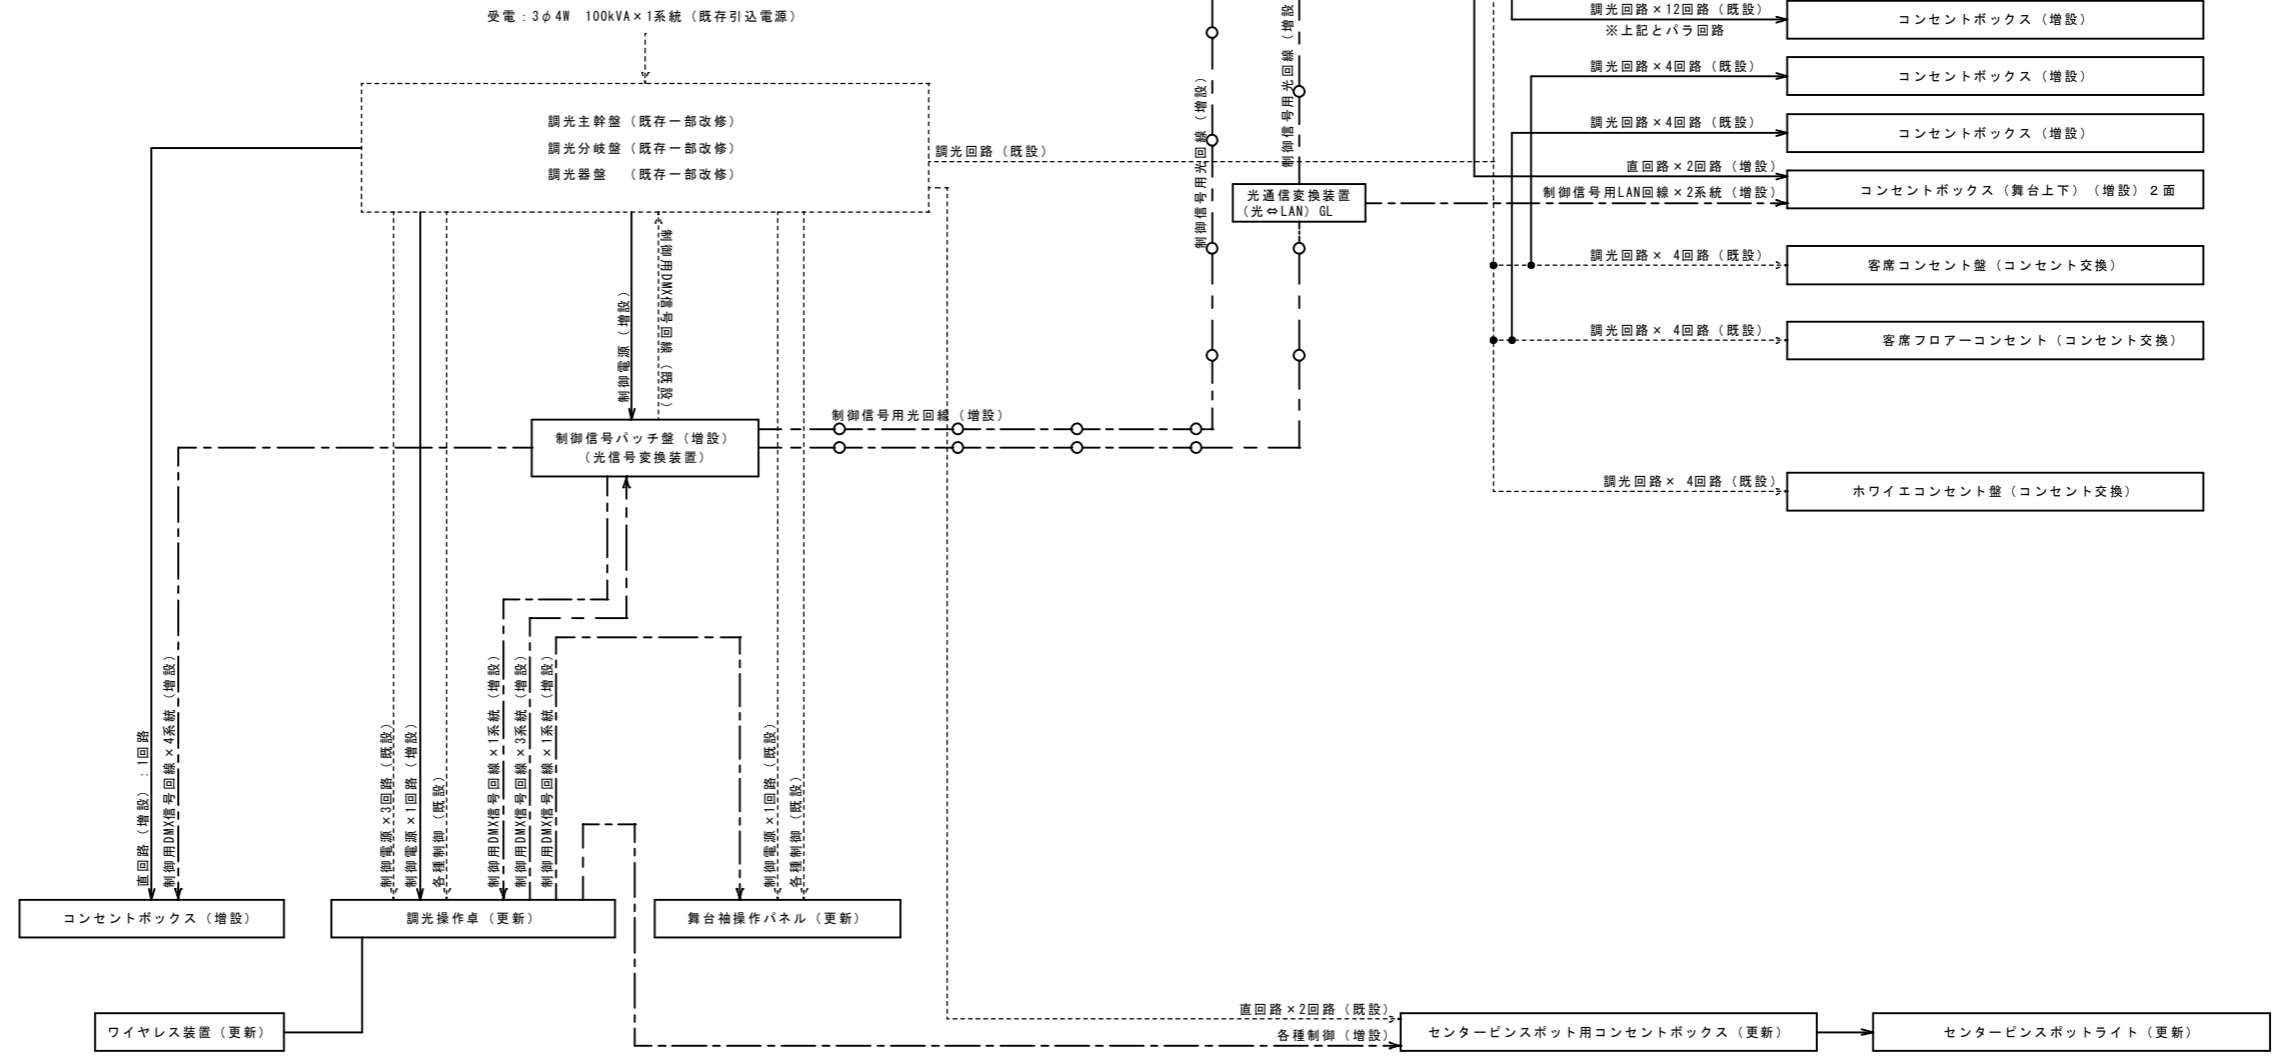 受電：3φ4W　100kVA×1系統（既存引込電源）
調光主幹盤（既存一部改修）
調光分岐盤（既存一部改修）
調光器盤　（既存一部改修）
調光回路（既設）
制御電源（増設）
制御用DMX信号回線（既設）
制御信号パッチ盤（増設）
（光信号変換装置）
制御信号用光回線（増設）
制御信号用光回線（増設）
制御信号用光回線（増設
光通信変換装置
（光⇔LAN）GL
調光回路×12回路（既設）
※上記とパラ回路
コンセントボックス（増設）
調光回路×4回路（既設）
コンセントボックス（増設）
調光回路×4回路（既設）
コンセントボックス（増設）
直回路×2回路（増設）
制御信号用LAN回線×2系統（増設）
コンセントボックス（舞台上下）（増設）２面
調光回路× 4回路（既設）
客席コンセント盤（コンセント交換）
調光回路× 4回路（既設）
客席フロアーコンセント（コンセント交換）
調光回路× 4回路（既設）
ホワイエコンセント盤（コンセント交換）
直回路（増設）：1回路
制御用DMX信号回線×4系統（増設）
制御電源×3回路（既設）
制御電源×1回路（増設）
各種制御（既設）
制御用DMX信号回線×1系統（増設）
制御用DMX信号回線×3系統（増設）
制御用DMX信号回線×1系統（増設）
制御電源×1回路（既設）
各種制御（既設）
コンセントボックス（増設）
調光操作卓（更新）
舞台袖操作パネル（更新）
ワイヤレス装置（更新）
直回路×2回路（既設）
各種制御（増設）
センターピンスポット用コンセントボックス（更新）
センターピンスポットライト（更新）